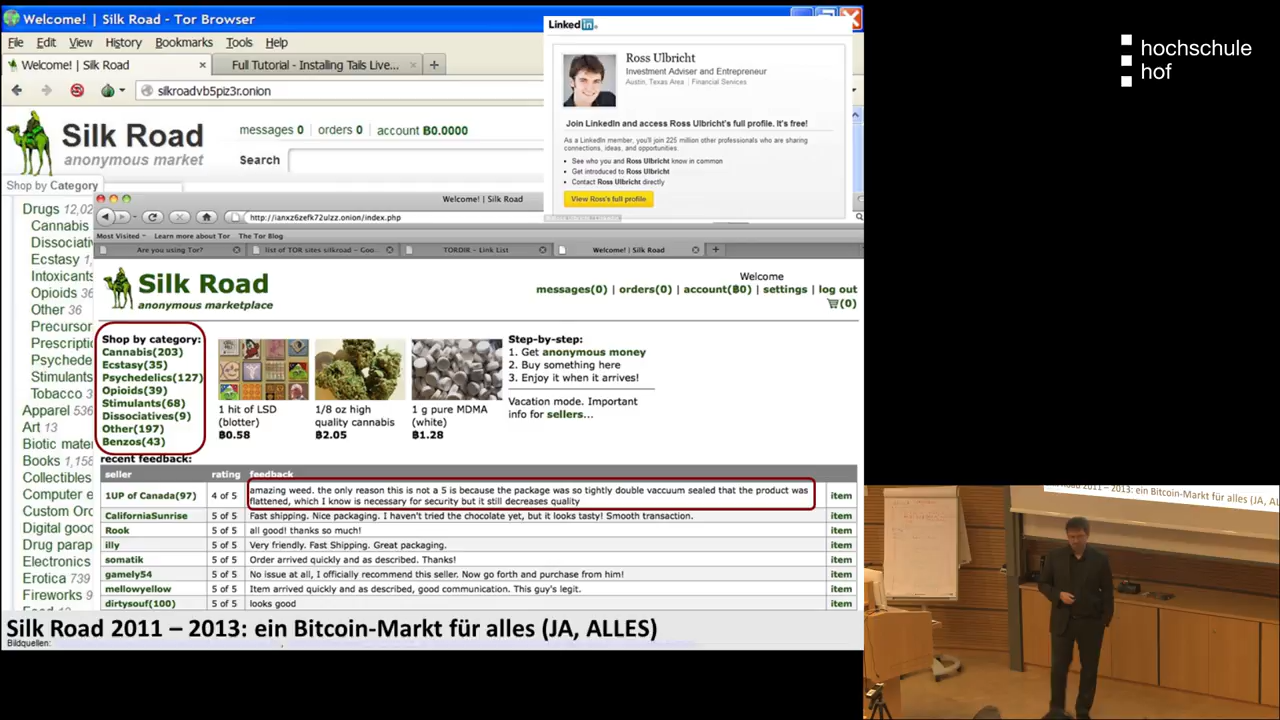 Welcome! | Silk Road - Tor Browser
File Edit View History Bookmarks Tools Help
Welcome! | Silk Road
Full Tutorial - Installing Tails Live...
silkroadvb5piz3r.onion
Silk Road
anonymous market
messages 0 orders 0 account ฿0.0000
Search
Shop by Category
Drugs 12,02
Cannabis
Dissociativ
Ecstasy 1,
Intoxicants
Opioids 36
Other 36
Precursor
Prescripti
Psychede
Stimulants
Tobacco 3
Apparel 536
Art 13
Biotic mater
Books 1,158
Collectibles
Computer e
Custom Orc
Digital gooc
Drug parap
Electronics
Erotica 739
Fireworks 9
Linked in
Ross Ulbricht
Investment Adviser and Entrepreneur
Austin, Texas Area | Financial Services
Join LinkedIn and access Ross Ulbricht's full profile. It's free!
As a LinkedIn member, you'll join 225 million other professionals who are sharing
connections, ideas, and opportunities.
• See who you and Ross Ulbricht know in common
• Get introduced to Ross Ulbricht
• Contact Ross Ulbricht directly
View Ross's full profile
Welcome! | Silk Road
http://ianxz6zefk72ulzz.onion/index.php
Most Visited Learn more about Tor The Tor Blog
Are you using Tor?
list of TOR sites silkroad – Goo...
TORDIR – Link List
Welcome! | Silk Road
Silk Road
anonymous marketplace
Welcome
messages(0) | orders(0) | account(฿0) | settings | log out
(0)
Shop by category:
Cannabis(203)
Ecstasy(35)
Psychedelics(127)
Opioids(39)
Stimulants(68)
Dissociatives(9)
Other(197)
Benzos(43)
1 hit of LSD
(blotter)
฿0.58
1/8 oz high
quality cannabis
฿2.05
1 g pure MDMA
(white)
฿1.28
Step-by-step:
1. Get anonymous money
2. Buy something here
3. Enjoy it when it arrives!
Vacation mode. Important
info for sellers...
recent feedback:
seller rating feedback
1UP of Canada(97) 4 of 5 amazing weed. the only reason this is not a 5 is because the package was so tightly double vaccuum sealed that the product was
flattened, which I know is necessary for security but it still decreases quality item
CaliforniaSunrise 5 of 5 Fast shipping. Nice packaging. I haven't tried the chocolate yet, but it looks tasty! Smooth transaction. item
Rook 5 of 5 all good! thanks so much! item
illy 5 of 5 Very friendly. Fast Shipping. Great packaging. item
somatik 5 of 5 Order arrived quickly and as described. Thanks! item
gamely54 5 of 5 No issue at all, I officially recommend this seller. Now go forth and purchase from him! item
mellowyellow 5 of 5 Item arrived quickly and as described, good communication. This guy's legit. item
dirtysouf(100) 5 of 5 looks good item
Silk Road 2011 – 2013: ein Bitcoin-Markt für alles (JA, ALLES)
Bildquellen:
hochschule
hof
2011 – 2013: ein Bitcoin-Markt für alles (JA, AL